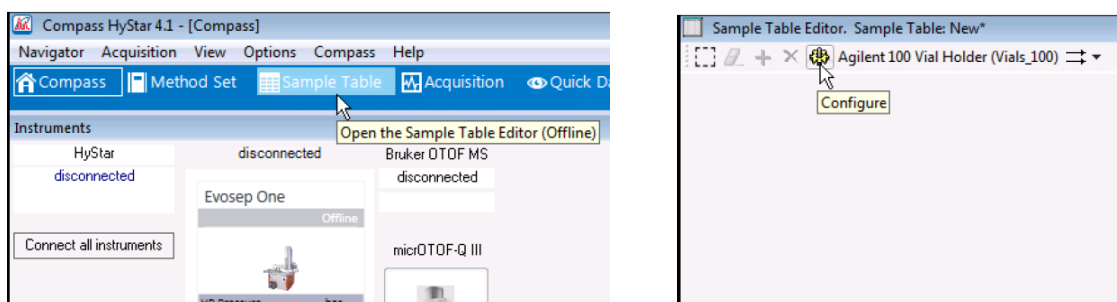 Compass HyStar 4.1 - [Compass]
Navigator Acquisition View Options Compass Help
Compass Method Set Sample Table Acquisition Quick D
Open the Sample Table Editor (Offline)
Instruments
HyStar disconnected Bruker OTOF MS
disconnected disconnected
Evosep One
Offline
Connect all instruments
micrOTOF-Q III
Sample Table Editor. Sample Table: New*
Agilent 100 Vial Holder (Vials_100)
Configure